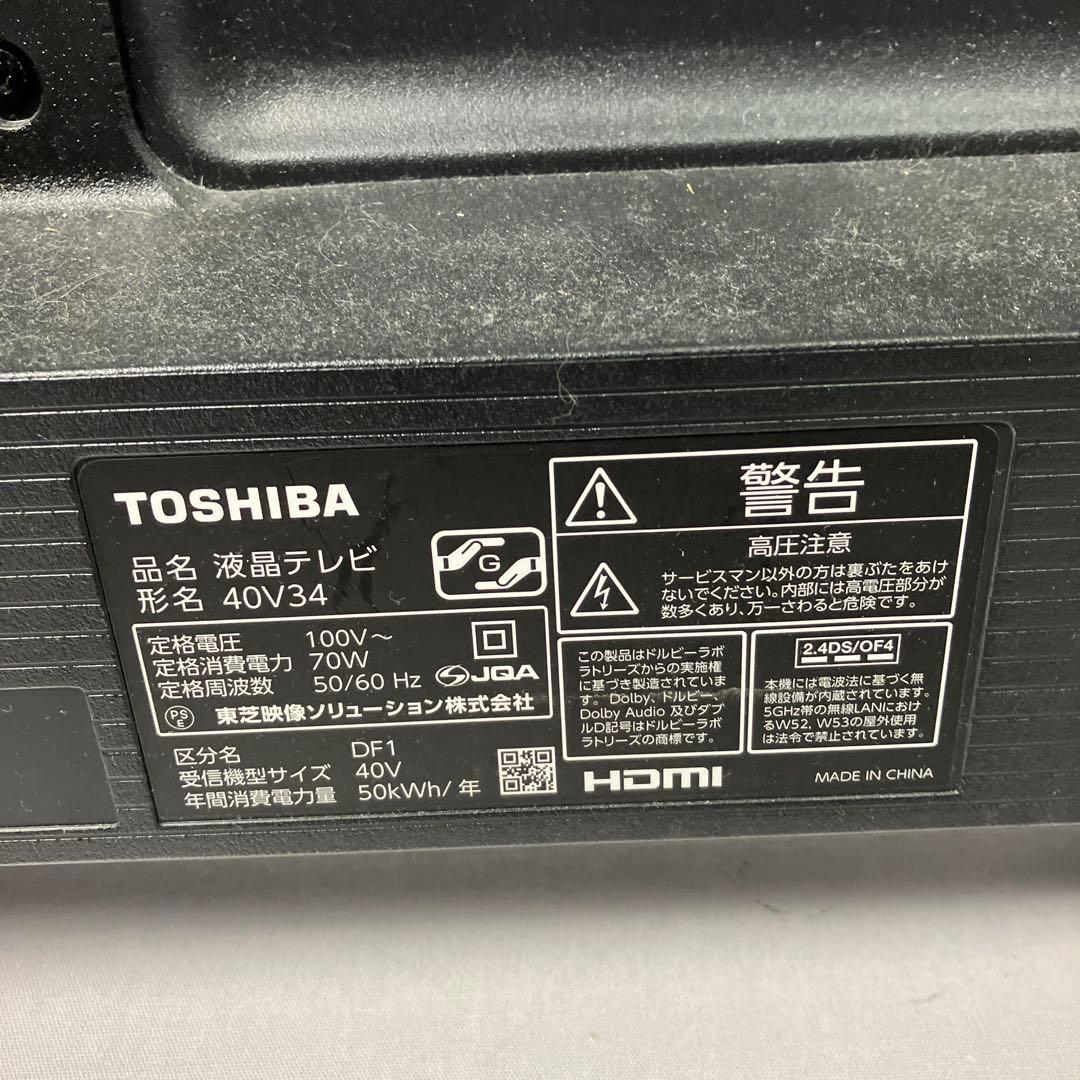 TOSHIBA
品名 液晶テレビ
形名 40V34
G
定格電圧 100V～
定格消費電力 70W
定格周波数 50/60 Hz
JQA
PS
E
東芝映像ソリューション株式会社
区分名 DF1
受信機型サイズ 40V
年間消費電力量 50kWh/年
警告
高圧注意
サービスマン以外の方は裏ぶたをあけ
ないでください。内部には高電圧部分が
数多くあり、万一さわると危険です。
この製品はドルビーラボ
ラトリーズからの実施権
に基づき製造されていま
す。Dolby、ドルビー、
Dolby Audio 及びダブ
ルD記号はドルビーラボ
ラトリーズの商標です。
2.4DS/OF4
本機には電波法に基づく無
線設備が内蔵されています。
5GHz帯の無線LANにおけ
るW52, W53の屋外使用
は法令で禁止されています。
HDMI
MADE IN CHINA